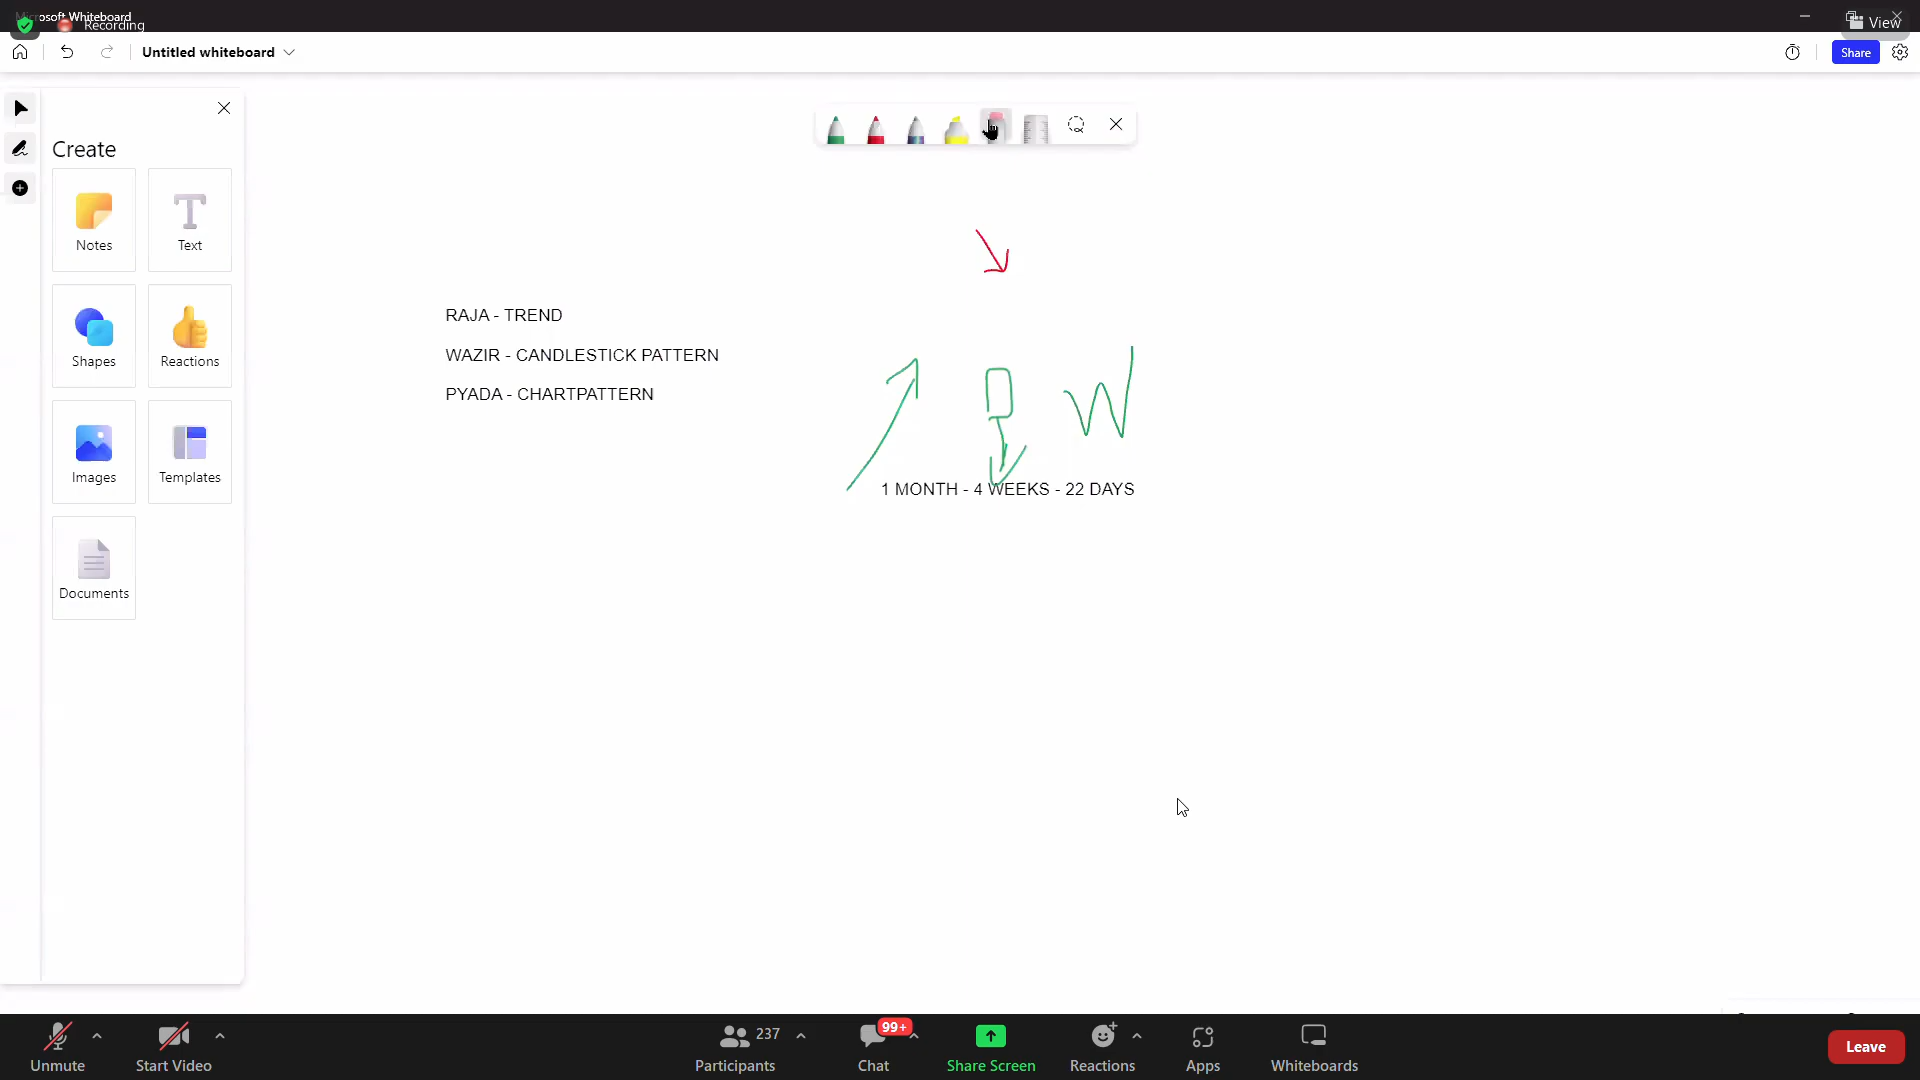 Microsoft Whiteboard
Recording
View
Untitled whiteboard
Share
Create
Notes
Text
Shapes
Reactions
Images
Templates
Documents
RAJA - TREND
WAZIR - CANDLESTICK PATTERN
PYADA - CHARTPATTERN
W
1 MONTH - 4 WEEKS - 22 DAYS
Unmute
Start Video
237
Participants
99+
Chat
Share Screen
Reactions
Apps
Whiteboards
Leave